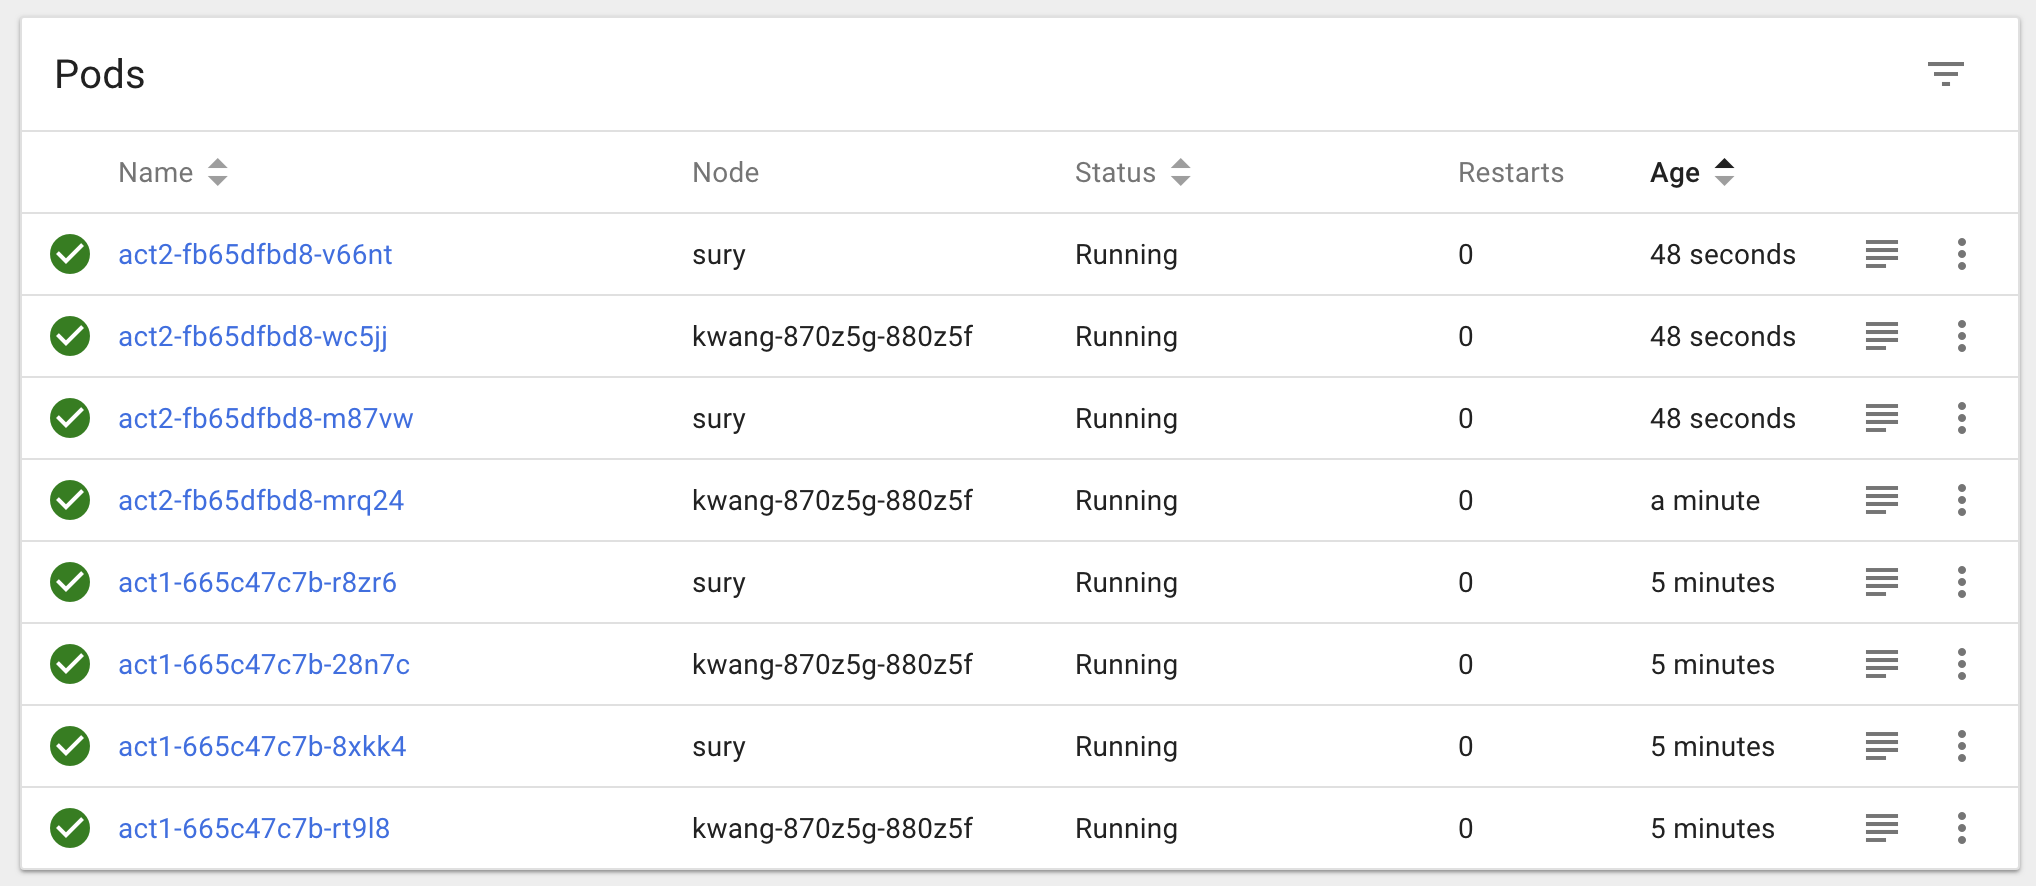 Pods
Name Node Status Restarts Age
act2-fb65dfbd8-v66nt sury Running 0 48 seconds
act2-fb65dfbd8-wc5jj kwang-870z5g-880z5f Running 0 48 seconds
act2-fb65dfbd8-m87vw sury Running 0 48 seconds
act2-fb65dfbd8-mrq24 kwang-870z5g-880z5f Running 0 a minute
act1-665c47c7b-r8zr6 sury Running 0 5 minutes
act1-665c47c7b-28n7c kwang-870z5g-880z5f Running 0 5 minutes
act1-665c47c7b-8xkk4 sury Running 0 5 minutes
act1-665c47c7b-rt9l8 kwang-870z5g-880z5f Running 0 5 minutes